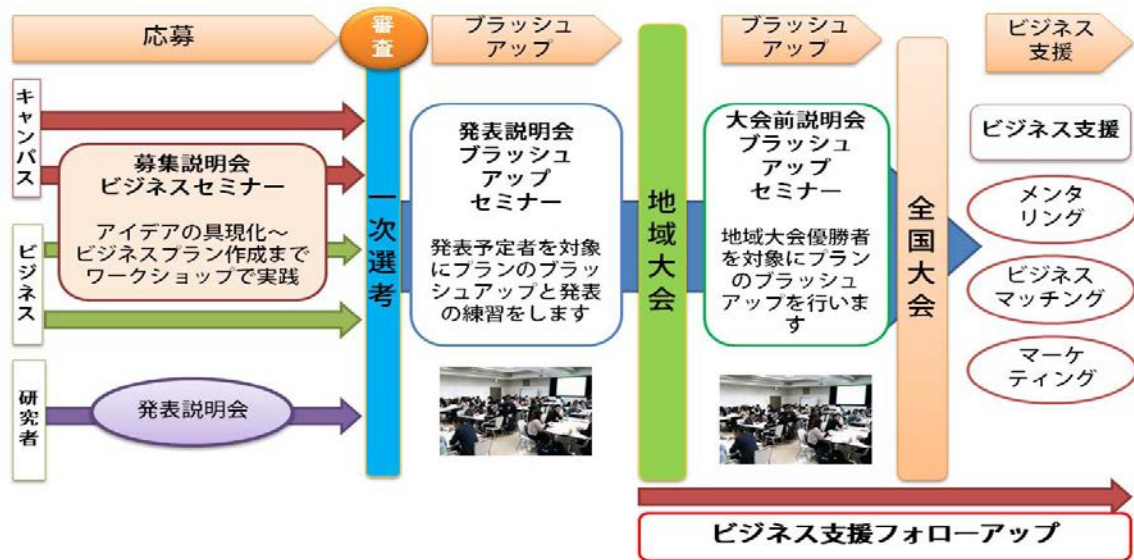 応募
審査
ブラッシュ
アップ
ブラッシュ
アップ
ビジネス
支援
キャンパス
ビジネス
研究者
募集説明会
ビジネスセミナー
アイデアの具現化～
ビジネスプラン作成まで
ワークショップで実践
発表説明会
一次選考
発表説明会
ブラッシュ
アップ
セミナー
発表予定者を対象
にプランのブラッ
シュアップと発表
の練習をします
地域大会
大会前説明会
ブラッシュ
アップ
セミナー
地域大会優勝者
を対象にプラン
のブラッシュ
アップを行いま
す
全国大会
ビジネス支援
メンタ
リング
ビジネス
マッチング
マーケ
ティング
ビジネス支援フォローアップ